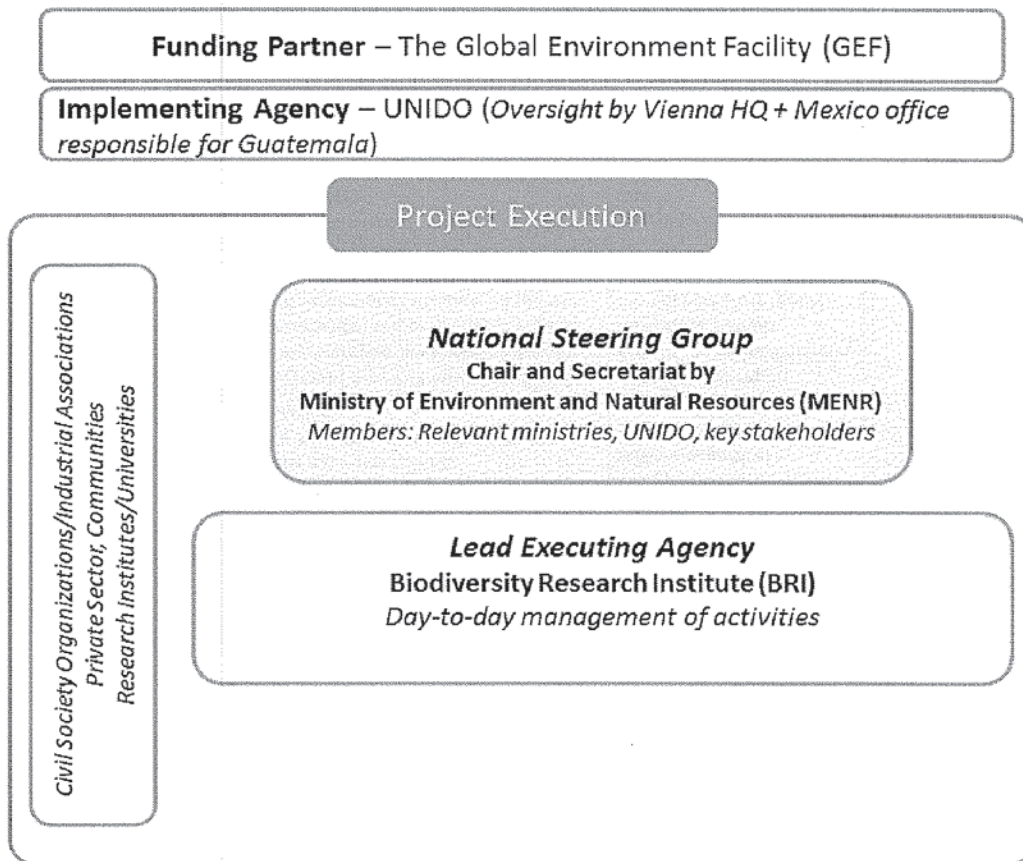 Funding Partner – The Global Environment Facility (GEF)
Implementing Agency – UNIDO (Oversight by Vienna HQ + Mexico office
responsible for Guatemala)
Project Execution
Civil Society Organizations/Industrial Associations
Private Sector, Communities
Research Institutes/Universities
National Steering Group
Chair and Secretariat by
Ministry of Environment and Natural Resources (MENR)
Members: Relevant ministries, UNIDO, key stakeholders
Lead Executing Agency
Biodiversity Research Institute (BRI)
Day-to-day management of activities